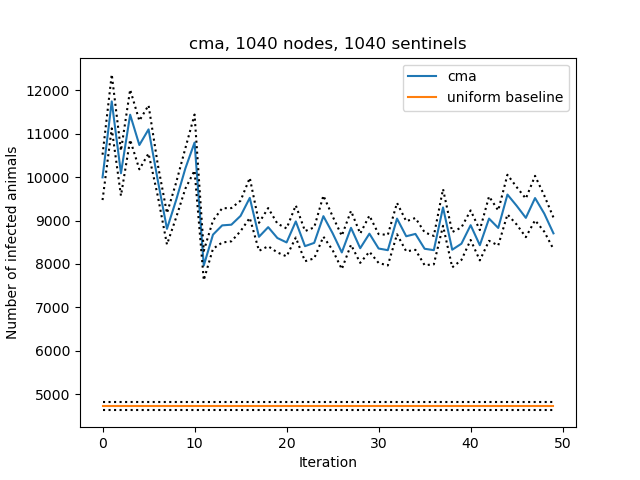 cma, 1040 nodes, 1040 sentinels
cma
uniform baseline
12000
11000
10000
9000
8000
7000
6000
5000
Number of infected animals
0 10 20 30 40 50
Iteration